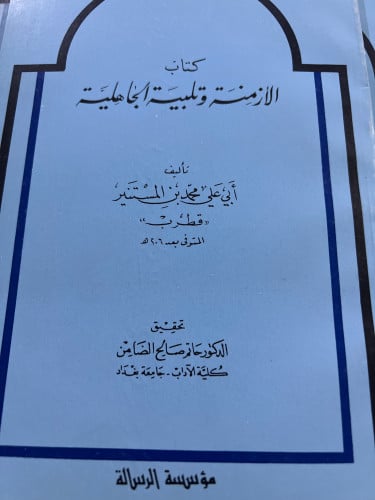 كتاب
الأزمنة وتلبية الجاهلية
تأليف
أبي علي محمد بن المستنير
«قطرب»
المتوفى بعد ٢٠٦ هـ
تحقيق
الدكتور حاتم صالح الضامن
كلية الآداب - جامعة بغداد
مؤسسة الرسالة